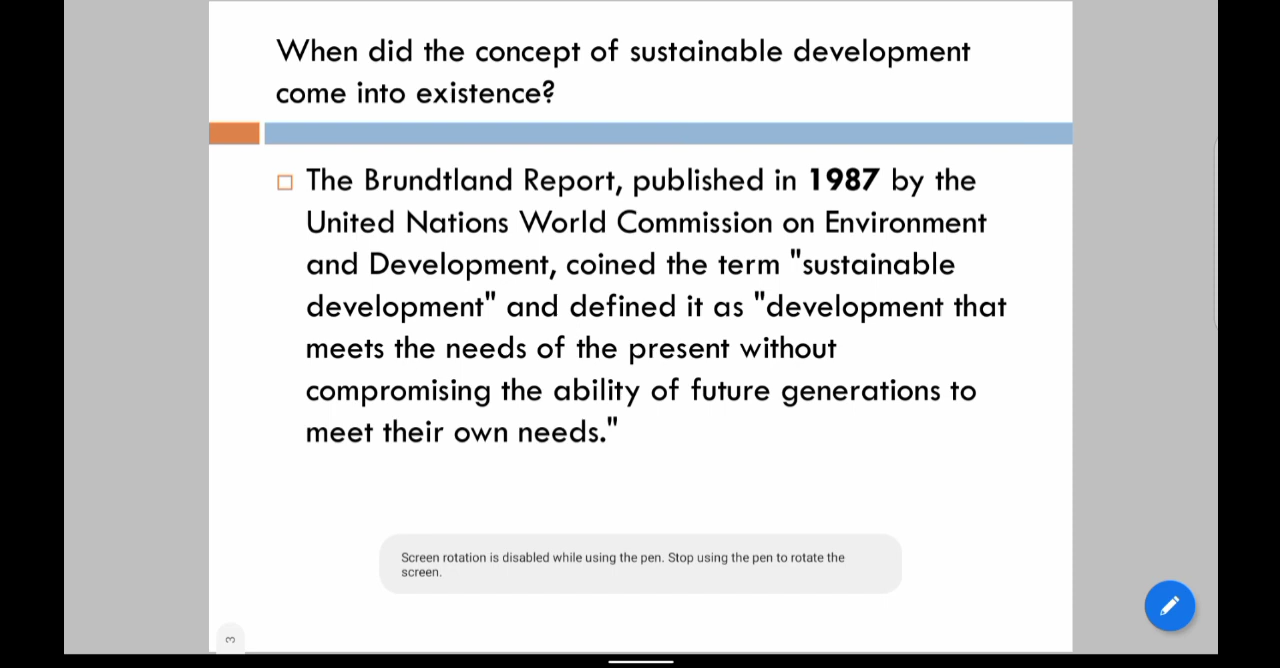 When did the concept of sustainable development
come into existence?
The Brundtland Report, published in 1987 by the
United Nations World Commission on Environment
and Development, coined the term "sustainable
development" and defined it as "development that
meets the needs of the present without
compromising the ability of future generations to
meet their own needs."
Screen rotation is disabled while using the pen. Stop using the pen to rotate the
screen.
3